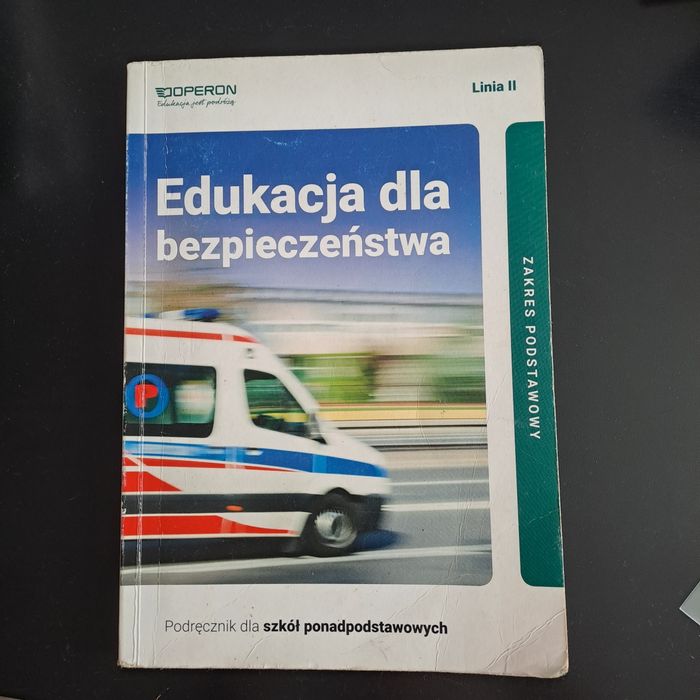 OPERON
Edukacja jest podróżą
Linia II
Edukacja dla
bezpieczeństwa
ZAKRES PODSTAWOWY
P
Podręcznik dla szkół ponadpodstawowych